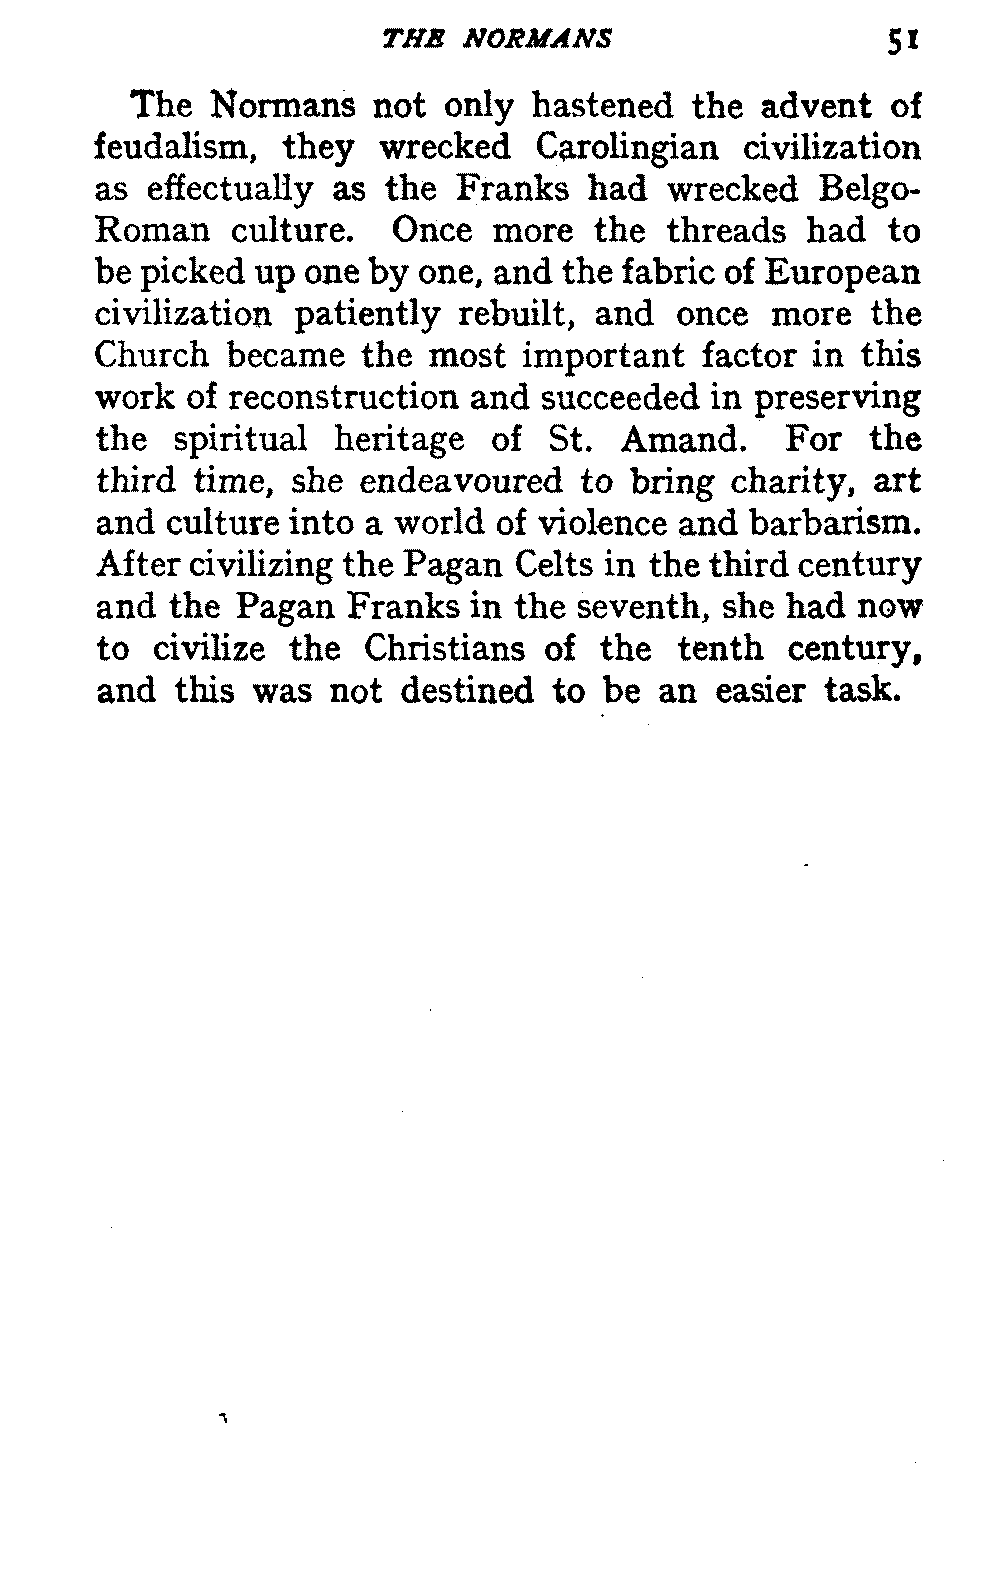 THE NORMANS 51
The Normans not only hastened the advent of
feudalism, they wrecked Carolingian civilization
as effectually as the Franks had wrecked Belgo-
Roman culture. Once more the threads had to
be picked up one by one, and the fabric of European
civilization patiently rebuilt, and once more the
Church became the most important factor in this
work of reconstruction and succeeded in preserving
the spiritual heritage of St. Amand. For the
third time, she endeavoured to bring charity, art
and culture into a world of violence and barbarism.
After civilizing the Pagan Celts in the third century
and the Pagan Franks in the seventh, she had now
to civilize the Christians of the tenth century,
and this was not destined to be an easier task.